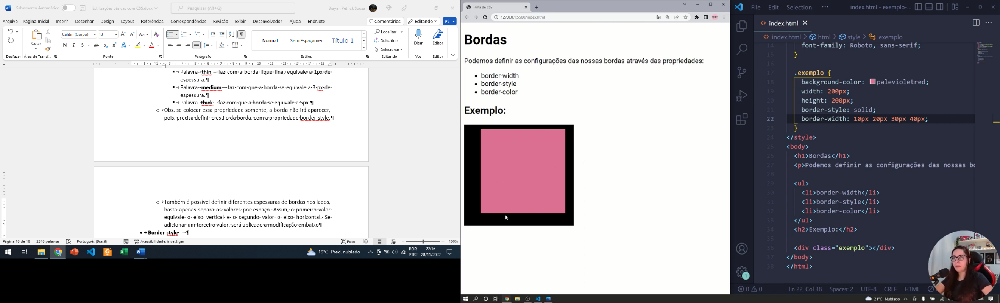 Salvamento Automático
Estilizações básicas com CSS.docx
Pesquisar (Alt+G)
Brayan Petrick Souza
Arquivo Página Inicial Inserir Desenhar Design Layout Referências Correspondências Revisão Exibir Desenvolvedor Ajuda EndNote
Comentários Editando
Colar
Calibri (Corpo) 13
Normal Sem Espaçamer Título 1
Localizar
Substituir
Selecionar
Ditar Editor
Desfazer Área de Transf... Fonte Parágrafo Estilos Editando Voz Editor
Palavra thin – faz com a borda fique fina, equivale a 1px de
espessura.¶
Palavra medium – faz com que a borda se equivale a 3 px de
espessura.¶
Palavra thick – faz com que a borda se equivale a 5px.¶
Obs. se colocar essa propriedade somente, a borda não irá aparecer,
pois, precisa definir o estilo da borda, com a propriedade border-style.¶
Também é possível definir diferentes espessuras de bordas nos lados,
basta apenas separa os valores por espaço. Assim, o primeiro valor
equivale o eixo vertical e o segundo valor o eixo horizontal. Se
adicionar um terceiro valor, será aplicado a modificação embaixo¶
Border-style – ¶
Página 18 de 18 2348 palavras Português (Brasil) Acessibilidade: investigar Foco 100%
19°C Pred. nublado
POR
PTB2
22:16
28/11/2022
Trilha de CSS
127.0.0.1:5500/index.html
Bordas
Podemos definir as configurações das nossas bordas através das propriedades:
border-width
border-style
border-color
Exemplo:
File Edit Selection ··· index.html - exemplo-...
index.html
index.html > html > style > .exemplo
14 font-family: Roboto, sans-serif;
15 }
16
17 .exemplo {
18 background-color: palevioletred;
19 width: 200px;
20 height: 200px;
21 border-style: solid;
22 border-width: 10px 20px 30px 40px;
23 }
24 </style>
25 <body>
26 <h1>Bordas</h1>
27 <p>Podemos definir as configurações das nossas bo
28
29 <ul>
30 <li>border-width</li>
31 <li>border-style</li>
32 <li>border-color</li>
33 </ul>
34 <h2>Exemplo:</h2>
35
36 <div class="exemplo"></div>
37 </body>
38 </html>
1
0 0 Ln 22, Col 38 Spaces: 2 UTF-8 CRLF HTML
21°C Nublado